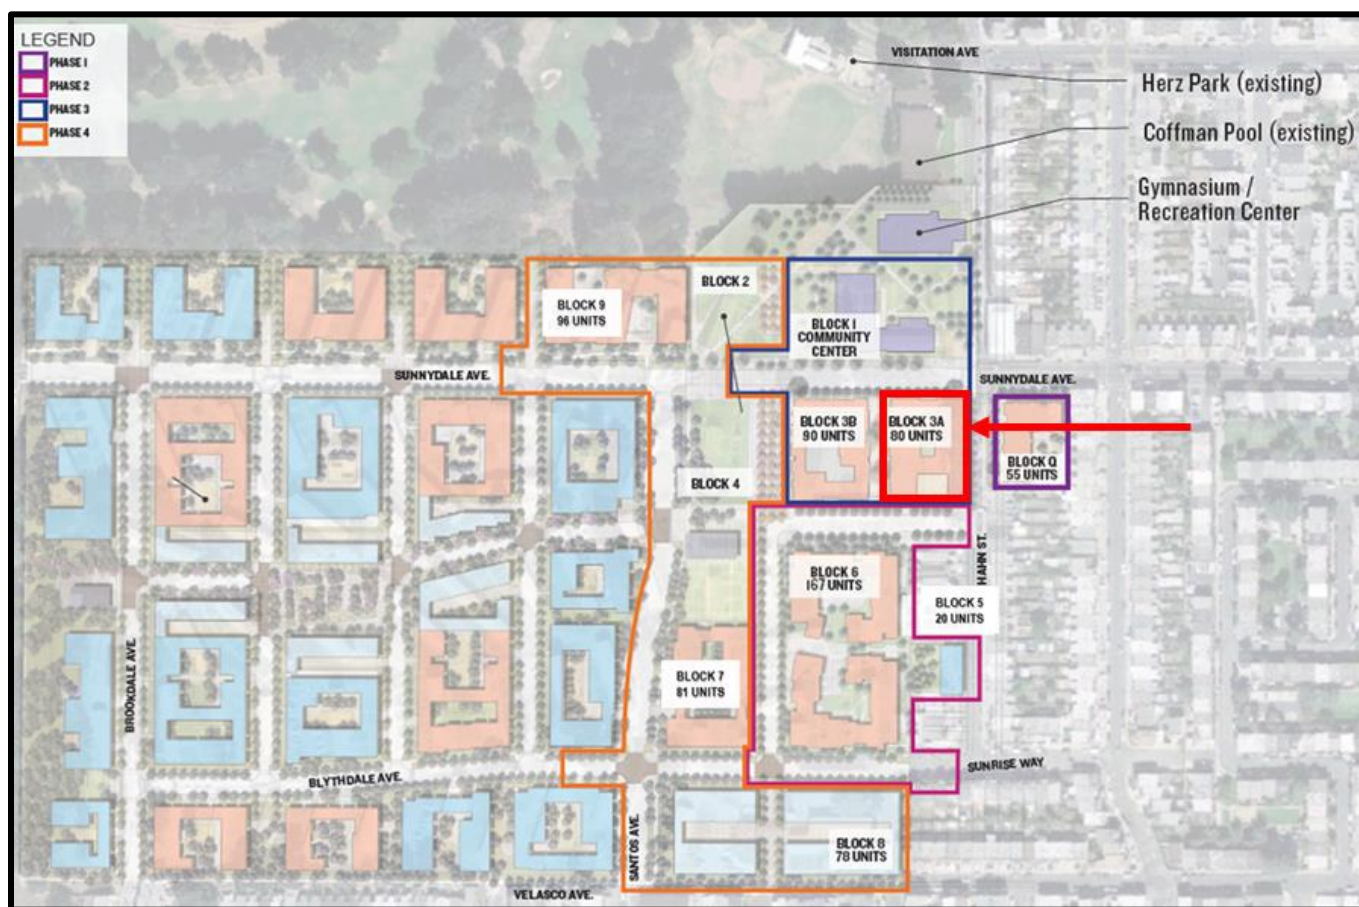 LEGEND
PHASE 1
PHASE 2
PHASE 3
PHASE 4
VISITATION AVE
Herz Park (existing)
Coffman Pool (existing)
Gymnasium /
Recreation Center
BLOCK 9
96 UNITS
BLOCK 2
BLOCK 1
COMMUNITY
CENTER
SUNNYDALE AVE.
SUNNYDALE AVE.
BLOCK 3B
90 UNITS
BLOCK 3A
80 UNITS
BLOCK Q
55 UNITS
BLOCK 4
HAHN ST.
BLOCK 6
167 UNITS
BLOCK 5
20 UNITS
BROOKDALE AVE.
BLOCK 7
81 UNITS
BLYTHDALE AVE.
SUNRISE WAY
SANTOS AVE.
BLOCK 8
78 UNITS
VELASCO AVE.